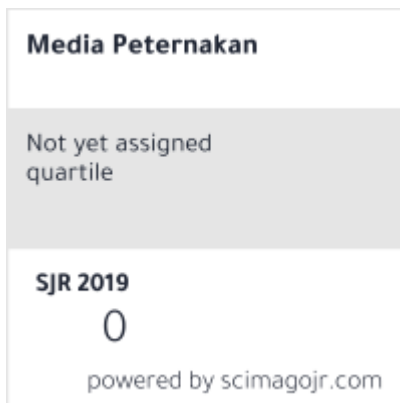 Media Peternakan
Not yet assigned
quartile
SJR 2019
0
powered by scimagojr.com